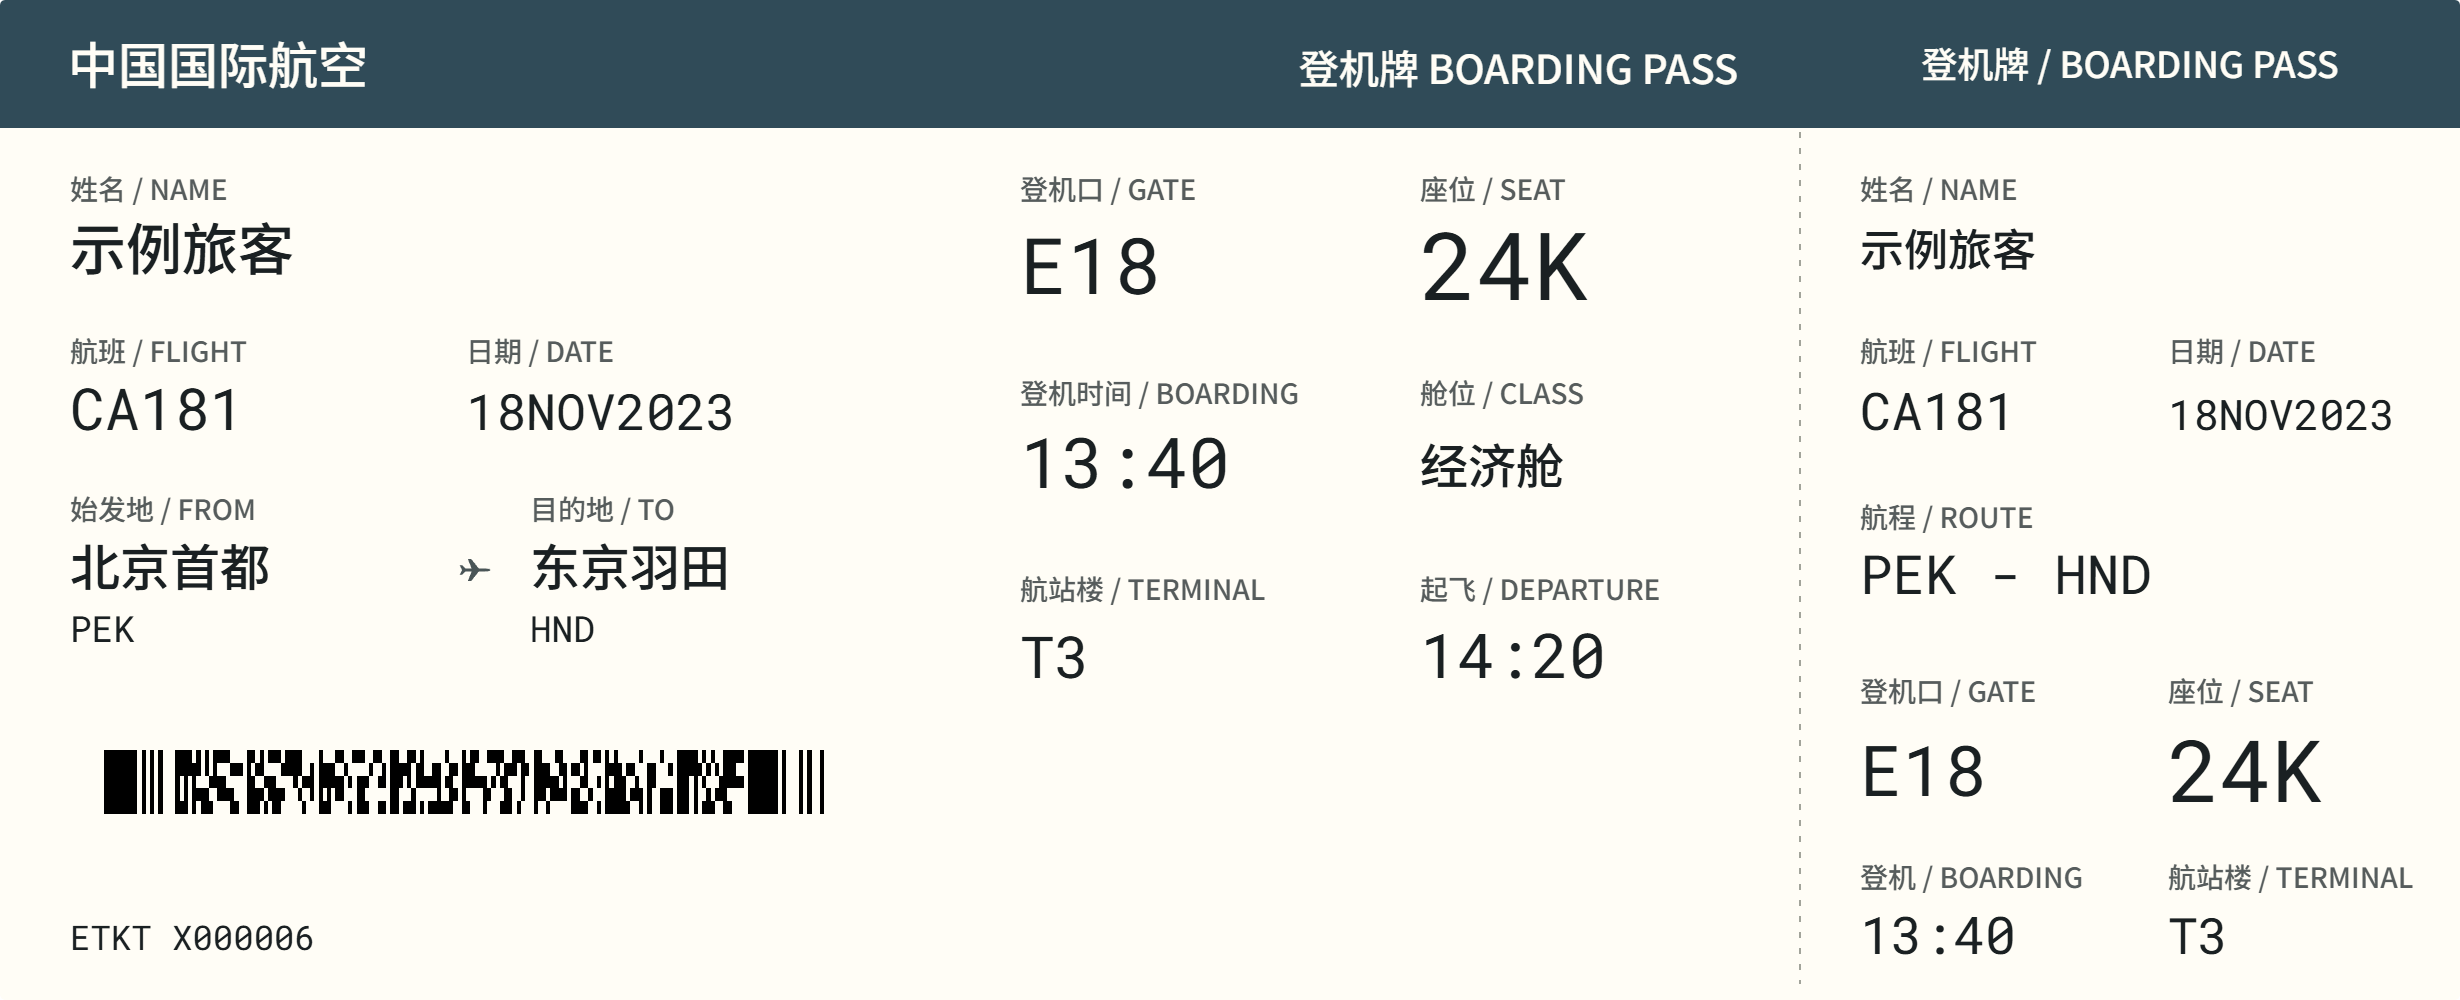 中国国际航空
登机牌 BOARDING PASS
姓名 / NAME
示例旅客
航班 / FLIGHT
日期 / DATE
CA181
18NOV2023
始发地 / FROM
目的地 / TO
北京首都
东京羽田
PEK
HND
ETKT X000006
登机口 / GATE
座位 / SEAT
E18
24K
登机时间 / BOARDING
舱位 / CLASS
13:40
经济舱
航站楼 / TERMINAL
起飞 / DEPARTURE
T3
14:20
登机牌 / BOARDING PASS
姓名 / NAME
示例旅客
航班 / FLIGHT
日期 / DATE
CA181
18NOV2023
航程 / ROUTE
PEK - HND
登机口 / GATE
座位 / SEAT
E18
24K
登机 / BOARDING
航站楼 / TERMINAL
13:40
T3